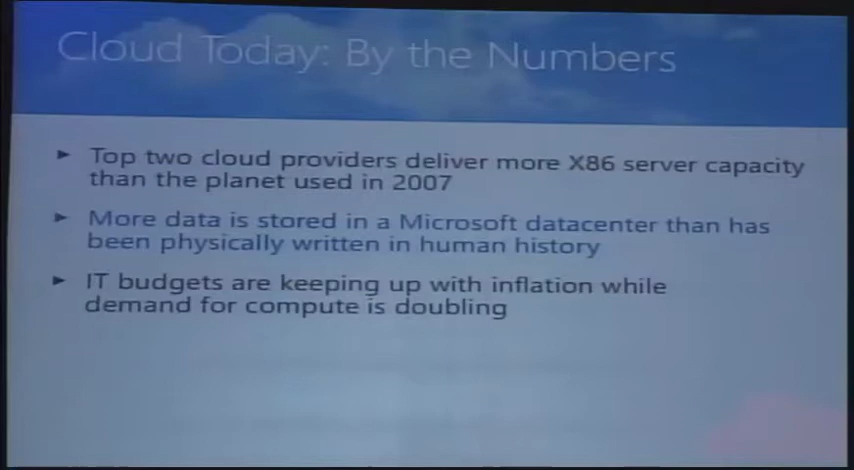 Cloud Today: By the Numbers
► Top two cloud providers deliver more X86 server capacity
than the planet used in 2007
► More data is stored in a Microsoft datacenter than has
been physically written in human history
► IT budgets are keeping up with inflation while
demand for compute is doubling